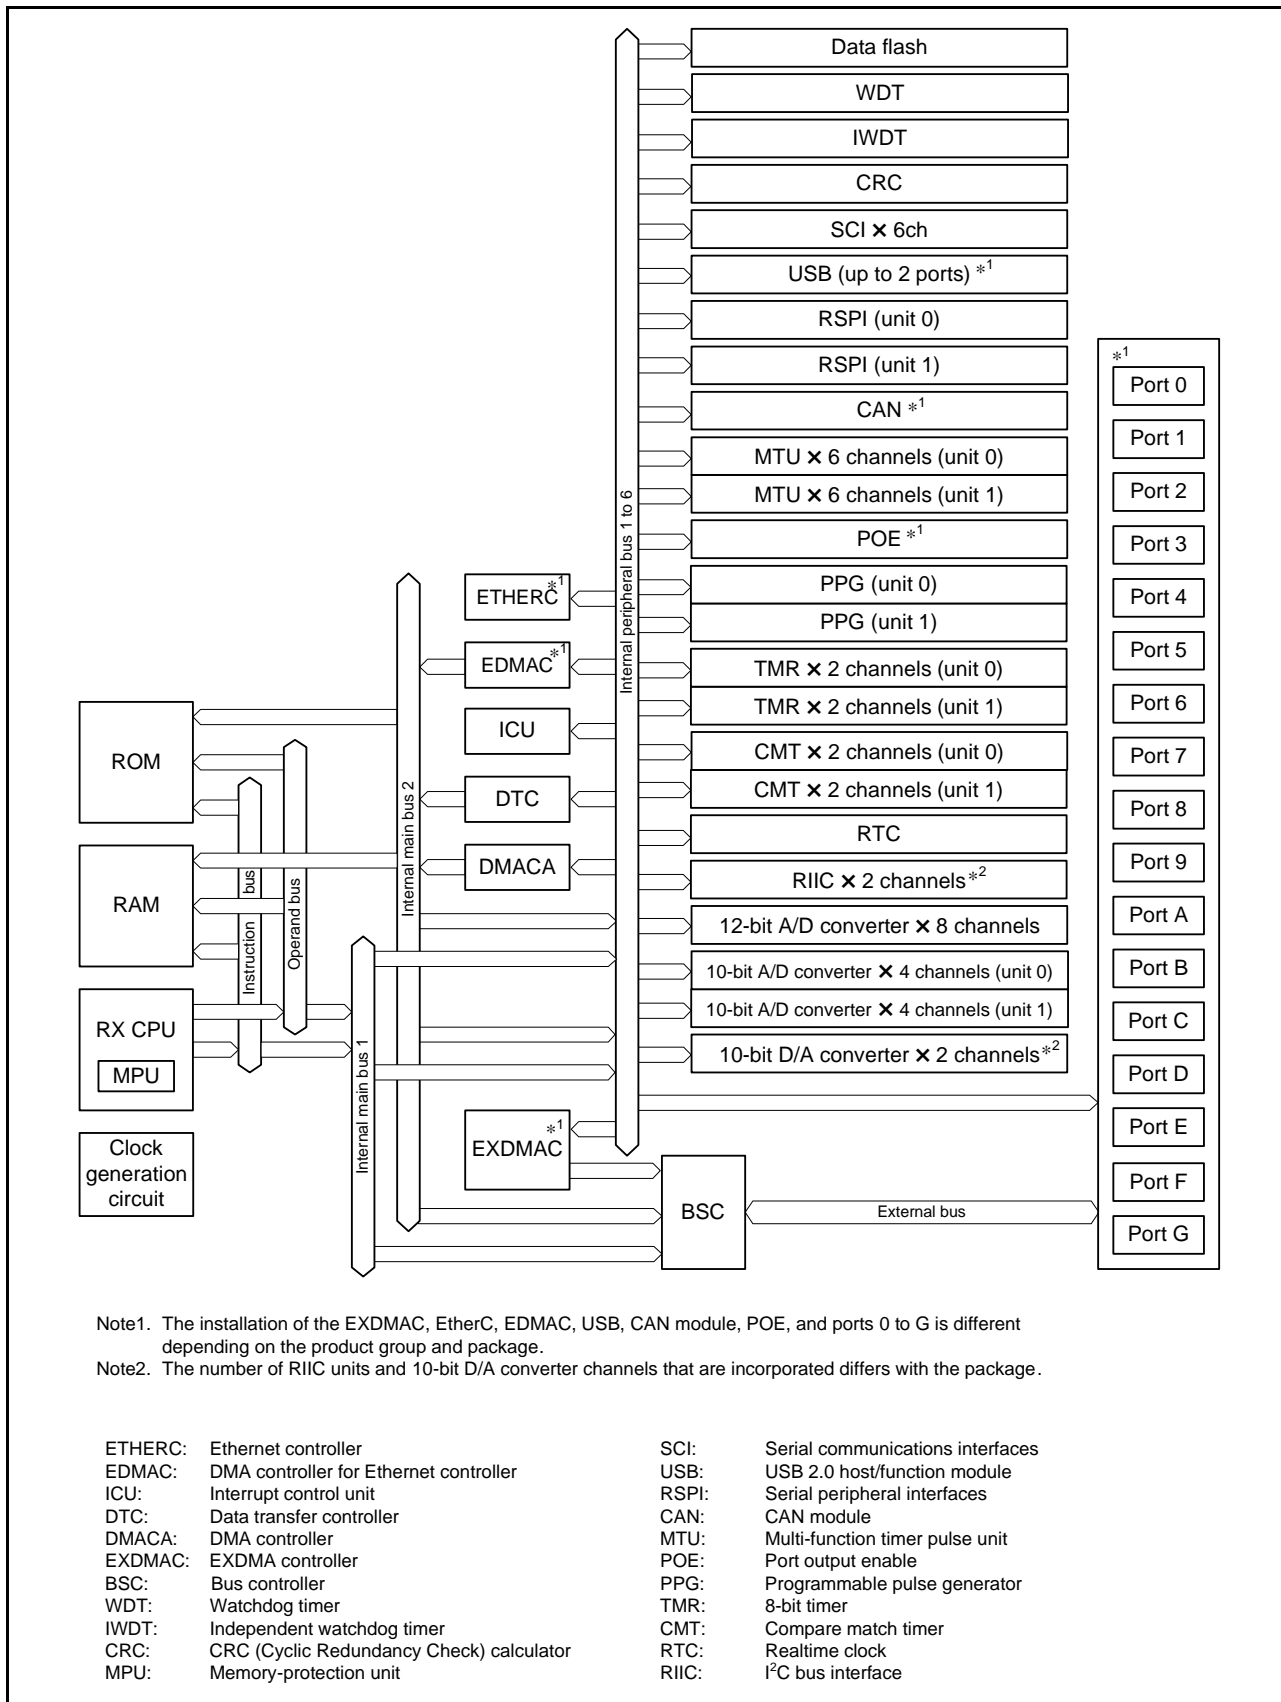 Data flash
WDT
IWDT
CRC
SCI × 6ch
USB (up to 2 ports) *1
RSPI (unit 0)
RSPI (unit 1)
CAN *1
MTU × 6 channels (unit 0)
MTU × 6 channels (unit 1)
POE *1
PPG (unit 0)
PPG (unit 1)
TMR × 2 channels (unit 0)
TMR × 2 channels (unit 1)
CMT × 2 channels (unit 0)
CMT × 2 channels (unit 1)
RTC
RIIC × 2 channels*2
12-bit A/D converter × 8 channels
10-bit A/D converter × 4 channels (unit 0)
10-bit A/D converter × 4 channels (unit 1)
10-bit D/A converter × 2 channels*2
*1
Port 0
Port 1
Port 2
Port 3
Port 4
Port 5
Port 6
Port 7
Port 8
Port 9
Port A
Port B
Port C
Port D
Port E
Port F
Port G
Internal peripheral bus 1 to 6
ETHERC *1
EDMAC *1
ICU
DTC
DMACA
EXDMAC *1
Internal main bus 2
Internal main bus 1
Operand bus
Instruction bus
ROM
RAM
RX CPU
MPU
Clock
generation
circuit
BSC
External bus
Note1. The installation of the EXDMAC, EtherC, EDMAC, USB, CAN module, POE, and ports 0 to G is different
depending on the product group and package.
Note2. The number of RIIC units and 10-bit D/A converter channels that are incorporated differs with the package.
ETHERC: Ethernet controller
EDMAC: DMA controller for Ethernet controller
ICU: Interrupt control unit
DTC: Data transfer controller
DMACA: DMA controller
EXDMAC: EXDMA controller
BSC: Bus controller
WDT: Watchdog timer
IWDT: Independent watchdog timer
CRC: CRC (Cyclic Redundancy Check) calculator
MPU: Memory-protection unit
SCI: Serial communications interfaces
USB: USB 2.0 host/function module
RSPI: Serial peripheral interfaces
CAN: CAN module
MTU: Multi-function timer pulse unit
POE: Port output enable
PPG: Programmable pulse generator
TMR: 8-bit timer
CMT: Compare match timer
RTC: Realtime clock
RIIC: I2C bus interface